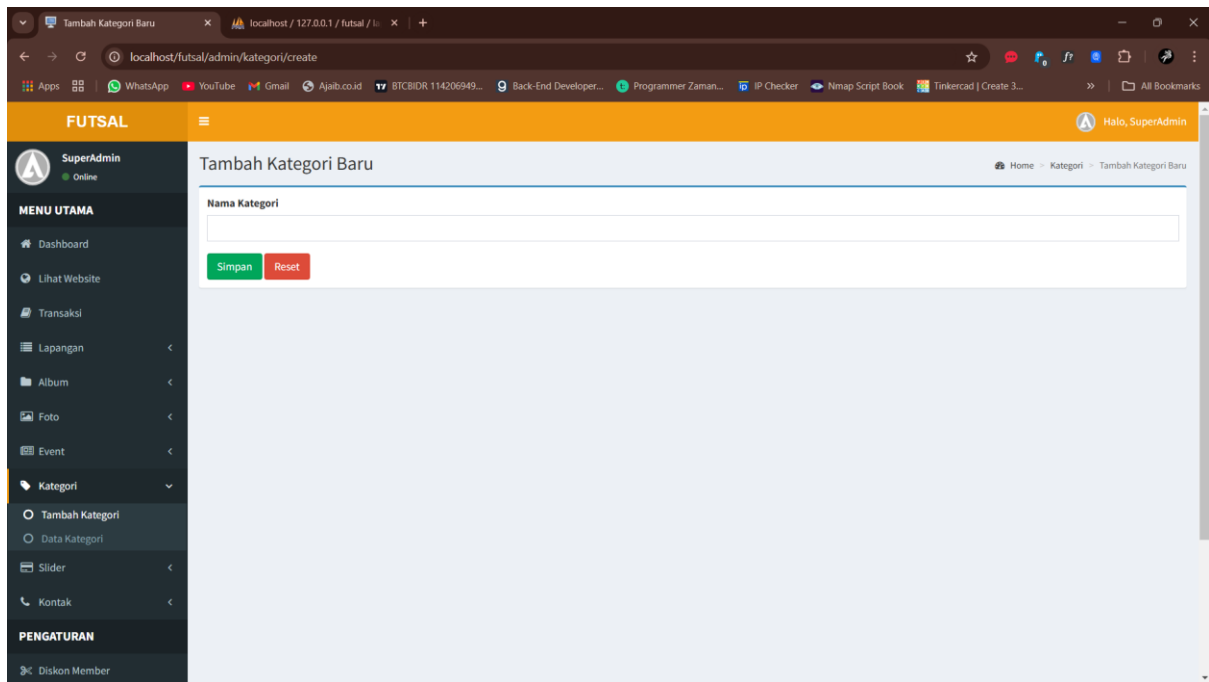 Tambah Kategori Baru
localhost / 127.0.0.1 / futsal / la
localhost/futsal/admin/kategori/create
Apps WhatsApp YouTube Gmail Ajaib.co.id BTCBIDR 114206949... Back-End Developer... Programmer Zaman... IP Checker Nmap Script Book Tinkercad | Create 3... » All Bookmarks
FUTSAL
Halo, SuperAdmin
SuperAdmin
Online
Tambah Kategori Baru
Home > Kategori > Tambah Kategori Baru
MENU UTAMA
Nama Kategori
Simpan Reset
Dashboard
Lihat Website
Transaksi
Lapangan
Album
Foto
Event
Kategori
Tambah Kategori
Data Kategori
Slider
Kontak
PENGATURAN
Diskon Member